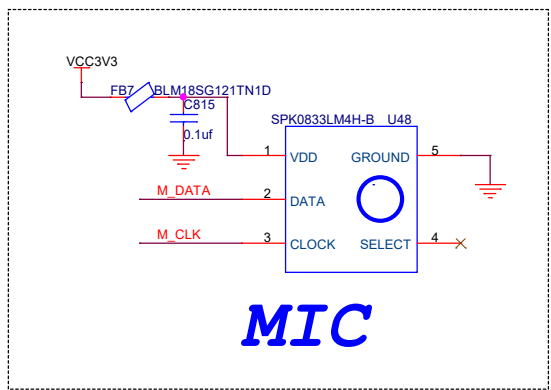 VCC3V3
FB7 BLM18SG121TN1D
C815
0.1uf
SPK0833LM4H-B U48
1 VDD GROUND 5
M_DATA 2 DATA
M_CLK 3 CLOCK SELECT 4
MIC